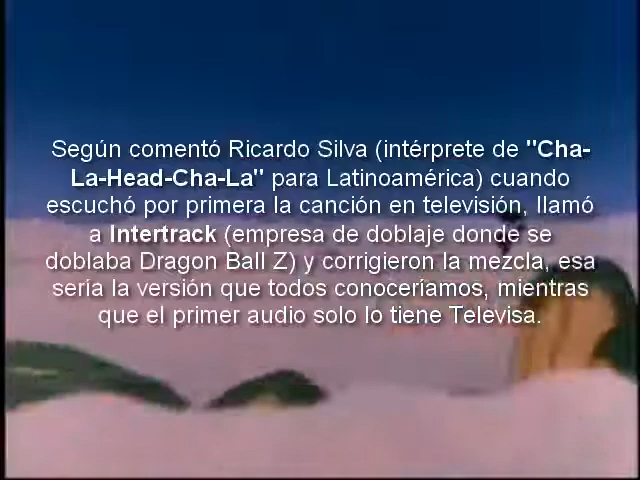 Según comentó Ricardo Silva (intérprete de "Cha-
La-Head-Cha-La" para Latinoamérica) cuando
escuchó por primera la canción en televisión, llamó
a Intertrack (empresa de doblaje donde se
doblaba Dragon Ball Z) y corrigieron la mezcla, esa
sería la versión que todos conoceríamos, mientras
que el primer audio solo lo tiene Televisa.